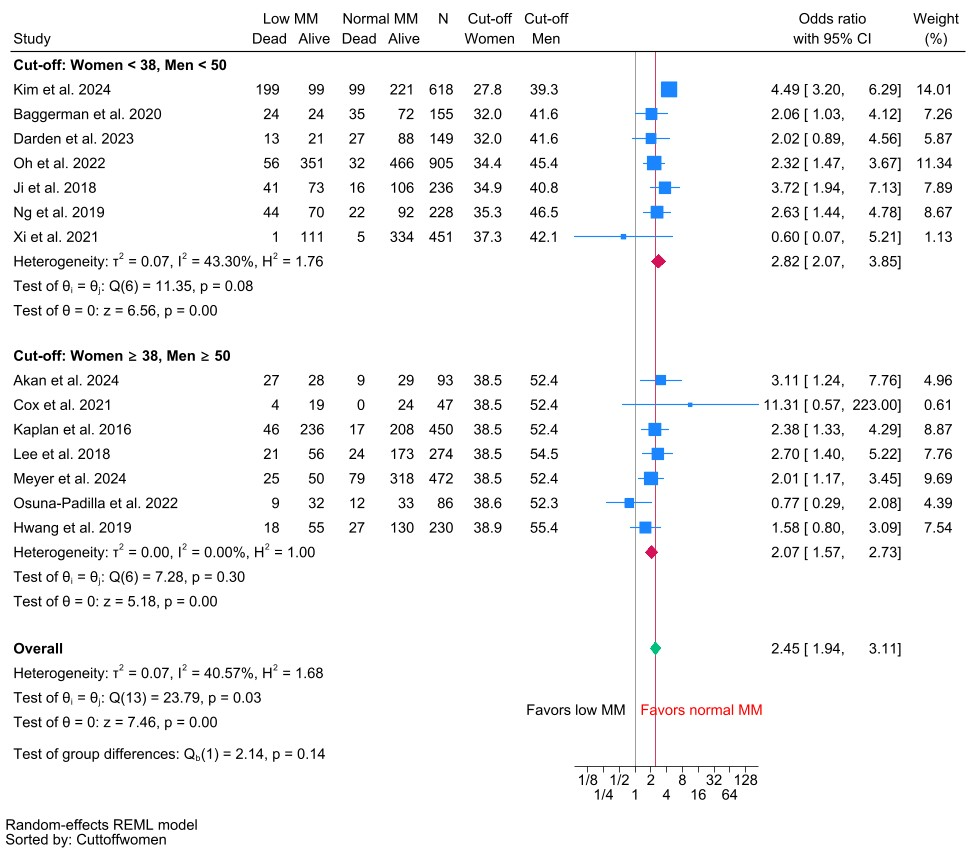 Low MM Normal MM N Cut-off Cut-off Odds ratio Weight
Study Dead Alive Dead Alive Women Men with 95% CI (%)
Cut-off: Women < 38, Men < 50
Kim et al. 2024 199 99 99 221 618 27.8 39.3 4.49 [ 3.20, 6.29] 14.01
Baggerman et al. 2020 24 24 35 72 155 32.0 41.6 2.06 [ 1.03, 4.12] 7.26
Darden et al. 2023 13 21 27 88 149 32.0 41.6 2.02 [ 0.89, 4.56] 5.87
Oh et al. 2022 56 351 32 466 905 34.4 45.4 2.32 [ 1.47, 3.67] 11.34
Ji et al. 2018 41 73 16 106 236 34.9 40.8 3.72 [ 1.94, 7.13] 7.89
Ng et al. 2019 44 70 22 92 228 35.3 46.5 2.63 [ 1.44, 4.78] 8.67
Xi et al. 2021 1 111 5 334 451 37.3 42.1 0.60 [ 0.07, 5.21] 1.13
Heterogeneity: τ² = 0.07, I² = 43.30%, H² = 1.76 2.82 [ 2.07, 3.85]
Test of θᵢ = θⱼ: Q(6) = 11.35, p = 0.08
Test of θ = 0: z = 6.56, p = 0.00
Cut-off: Women ≥ 38, Men ≥ 50
Akan et al. 2024 27 28 9 29 93 38.5 52.4 3.11 [ 1.24, 7.76] 4.96
Cox et al. 2021 4 19 0 24 47 38.5 52.4 11.31 [ 0.57, 223.00] 0.61
Kaplan et al. 2016 46 236 17 208 450 38.5 52.4 2.38 [ 1.33, 4.29] 8.87
Lee et al. 2018 21 56 24 173 274 38.5 54.5 2.70 [ 1.40, 5.22] 7.76
Meyer et al. 2024 25 50 79 318 472 38.5 52.4 2.01 [ 1.17, 3.45] 9.69
Osuna-Padilla et al. 2022 9 32 12 33 86 38.6 52.3 0.77 [ 0.29, 2.08] 4.39
Hwang et al. 2019 18 55 27 130 230 38.9 55.4 1.58 [ 0.80, 3.09] 7.54
Heterogeneity: τ² = 0.00, I² = 0.00%, H² = 1.00 2.07 [ 1.57, 2.73]
Test of θᵢ = θⱼ: Q(6) = 7.28, p = 0.30
Test of θ = 0: z = 5.18, p = 0.00
Overall 2.45 [ 1.94, 3.11]
Heterogeneity: τ² = 0.07, I² = 40.57%, H² = 1.68
Test of θᵢ = θⱼ: Q(13) = 23.79, p = 0.03
Test of θ = 0: z = 7.46, p = 0.00
Favors low MM Favors normal MM
Test of group differences: Q_b(1) = 2.14, p = 0.14
1/8 1/2 2 8 32 128
1/4 1 4 16 64
Random-effects REML model
Sorted by: Cuttoffwomen